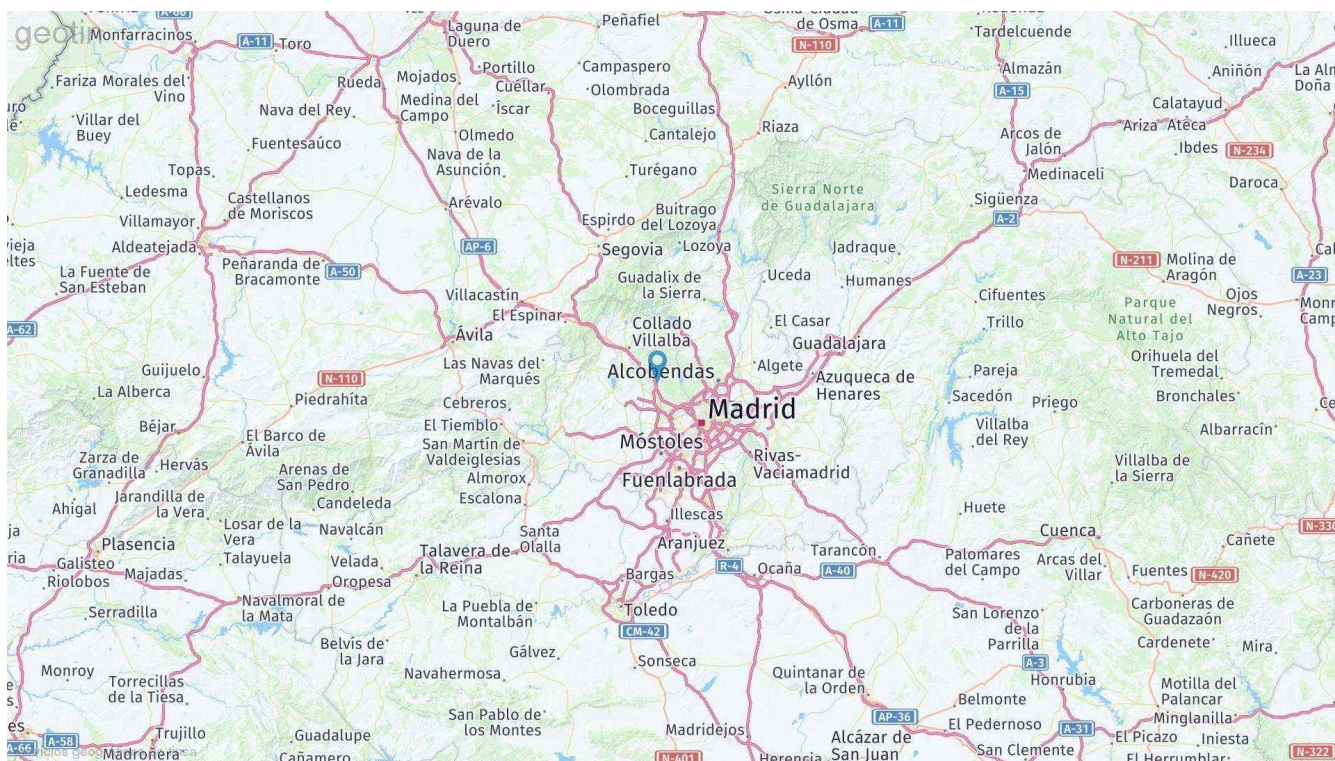 A-66
Peñafiel
Osma-Ciudad
de Osma
A-11
Almenara
geotir
Monfarracinos
A-11
Toro
Laguna de
Duero
N-110
Tardelcuende
Illueca
Fariza
Morales del
Vino
Rueda
Mojados
Portillo
Cuéllar
Campaspero
Olombrada
Ayllón
Almazán
A-15
Aniñón
La Alm
Doña
Villar del
Buey
Nava del Rey
Medina del
Campo
Íscar
Boceguillas
Calatayud
Fuentesaúco
Olmedo
Cantalejo
Riaza
Arcos de
Jalón
Ariza
Ateca
Ibdes
N-234
Topas
Nava de la
Asunción
Turégano
Medinaceli
Daroca
Ledesma
Castellanos
de Moriscos
Sierra Norte
de Guadalajara
Sigüenza
Villamayor
Arévalo
Espirdo
Buitrago
del Lozoya
A-2
Aldeatejada
AP-6
Segovia
Lozoya
Jadraque
N-211
Molina de
Aragón
Peñaranda de
Bracamonte
A-50
La Fuente de
San Esteban
Guadalix de
la Sierra
Uceda
Humanes
A-23
Villacastín
Cifuentes
Parque
Natural del
Alto Tajo
Ojos
Negros
A-62
El Espinar
Collado
Villalba
El Casar
Trillo
Ávila
Guadalajara
Guijuelo
Las Navas del
Marqués
Alcobendas
Algete
Azuqueca de
Henares
Pareja
Orihuela del
Tremedal
La Alberca
N-110
Piedrahíta
Cebreros
Madrid
Sacedón
Priego
Bronchales
Béjar
El Barco de
Ávila
El Tiemblo
San Martín de
Valdeiglesias
Móstoles
Villalba
del Rey
Albarracín
Zarza de
Granadilla
Hervás
Arenas de
San Pedro
Almorox
Rivas-
Vaciamadrid
Villalba de
la Sierra
Ahigal
Jarandilla de
la Vera
Candeleda
Escalona
Fuenlabrada
Huete
Losar de la
Vera
Navalcán
Illescas
Cuenca
N-330
Plasencia
Talayuela
Velada
Talavera de
la Reina
Santa
Olalla
Aranjuez
Tarancón
Palomares
del Campo
Arcas del
Villar
Cañete
Galisteo
Riolobos
Majadas
Oropesa
Bargas
R-4
Ocaña
A-40
Fuentes
N-420
Serradilla
Navalmoral de
la Mata
La Puebla de
Montalbán
Toledo
San Lorenzo
de la
Parrilla
Carboneras de
Guadazaón
CM-42
Belvís de
la Jara
Gálvez
Sonseca
A-3
Cardenete
Mira
Monroy
Torrecillas
de la Tiesa
Navahermosa
Quintanar de
la Orden
Honrubia
Belmonte
Motilla del
Palancar
San Pablo de
los Montes
AP-36
El Pedernoso
A-31
Minglanilla
A-66
A-58
Trujillo
Madroñera
Guadalupe
Cañamero
Madridejos
N-401
Herencia
Alcázar de
San Juan
San Clemente
El Picazo
Iniesta
El Herrumblar
N-322